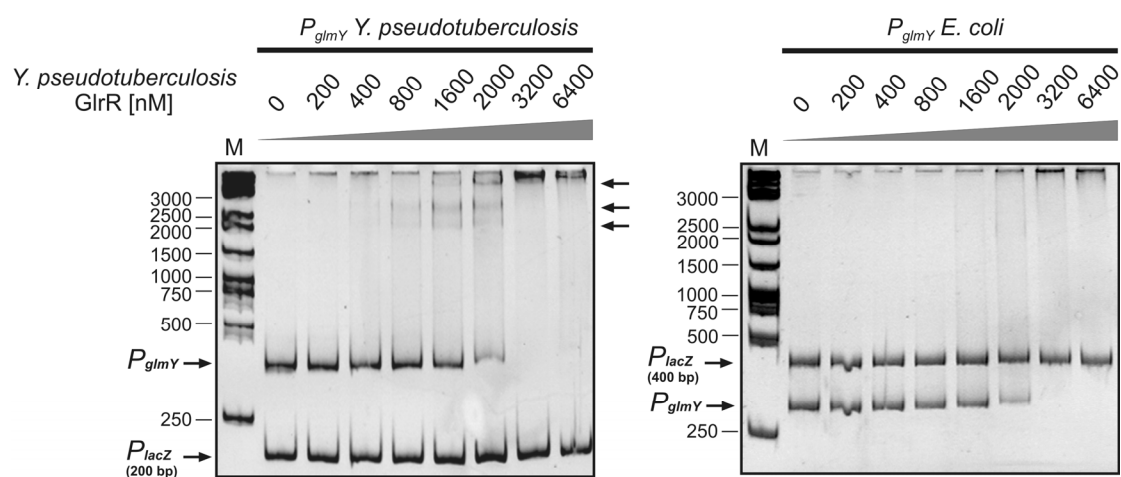 PglmY Y. pseudotuberculosis
Y. pseudotuberculosis
GlrR [nM]
0 200 400 800 1600 2000 3200 6400
M
3000
2500
2000
1500
1000
750
500
PglmY
250
PlacZ
(200 bp)
PglmY E. coli
0 200 400 800 1600 2000 3200 6400
M
3000
2500
2000
1500
1000
750
500
PlacZ
(400 bp)
PglmY
250